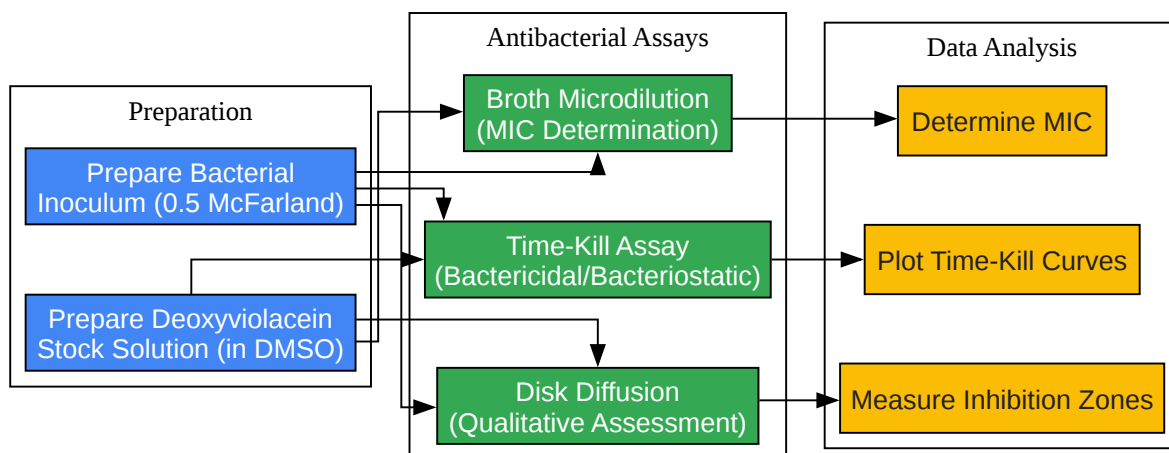 Preparation
Prepare Bacterial
Inoculum (0.5 McFarland)
Prepare Deoxyviolacein
Stock Solution (in DMSO)
Antibacterial Assays
Broth Microdilution
(MIC Determination)
Time-Kill Assay
(Bactericidal/Bacteriostatic)
Disk Diffusion
(Qualitative Assessment)
Data Analysis
Determine MIC
Plot Time-Kill Curves
Measure Inhibition Zones